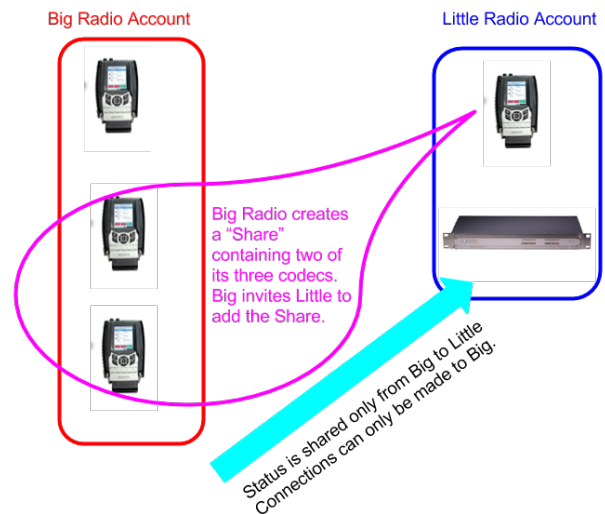 Big Radio Account
Little Radio Account
Big Radio creates
a “Share”
containing two of
its three codecs.
Big invites Little to
add the Share.
Status is shared only from Big to Little
Connections can only be made to Big.